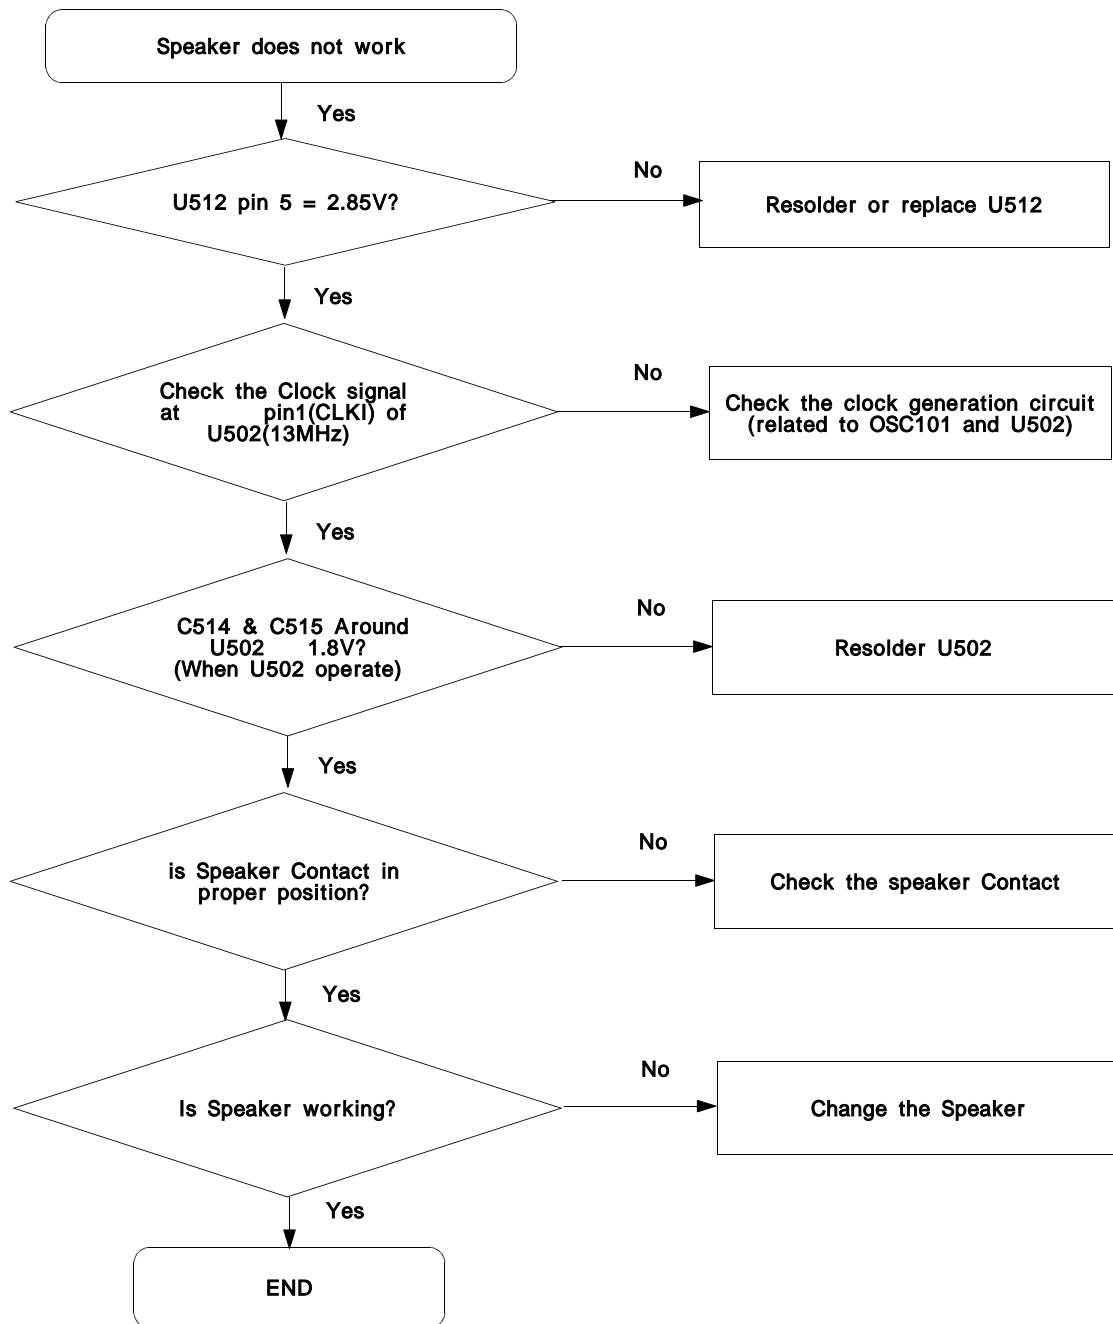 Speaker does not work
Yes
U512 pin 5 = 2.85V?
No
Resolder or replace U512
Yes
Check the Clock signal
at pin1(CLKI) of
U502(13MHz)
No
Check the clock generation circuit
(related to OSC101 and U502)
Yes
C514 & C515 Around
U502 1.8V?
(When U502 operate)
No
Resolder U502
Yes
is Speaker Contact in
proper position?
No
Check the speaker Contact
Yes
Is Speaker working?
No
Change the Speaker
Yes
END